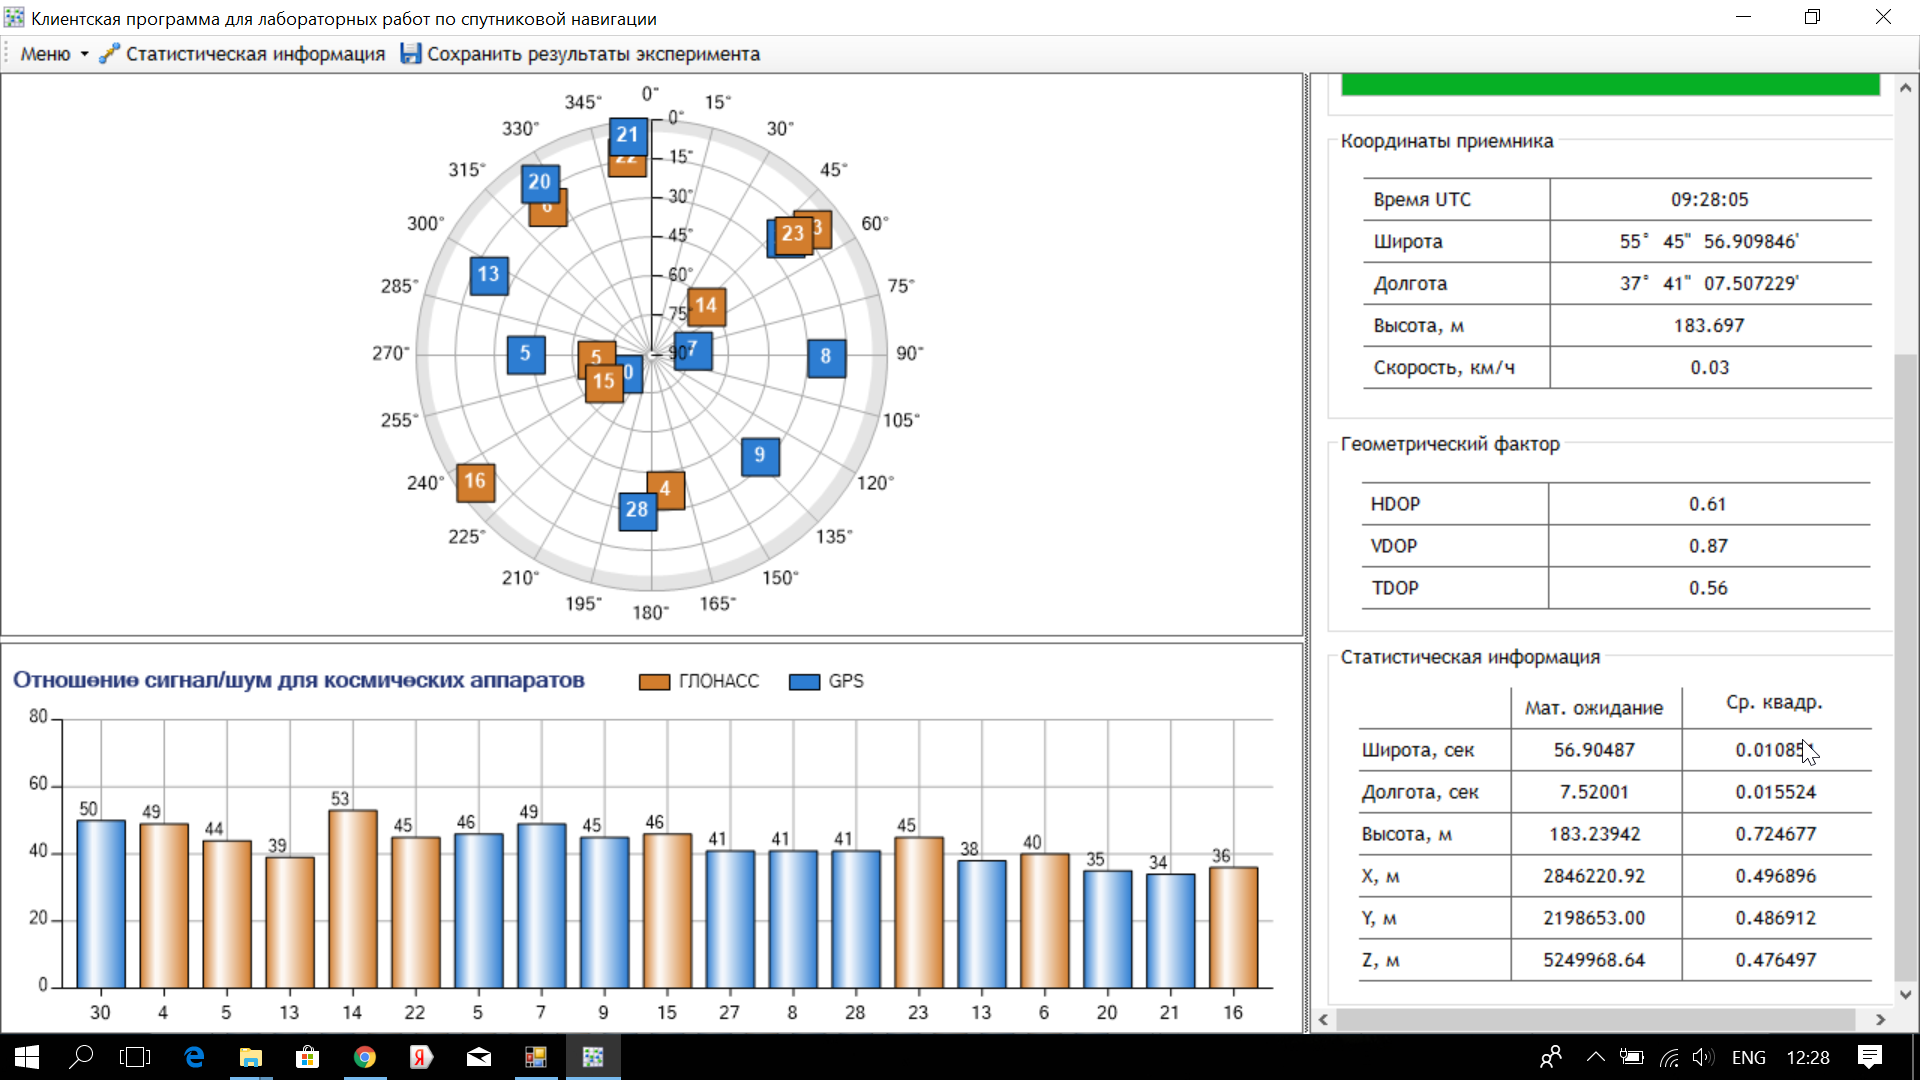 Клиентская программа для лабораторных работ по спутниковой навигации
Меню Статистическая информация Сохранить результаты эксперимента
0° 15° 30° 45° 60° 75° 90° 105° 120° 135° 150° 165° 180° 195° 210° 225° 240° 255° 270° 285° 300° 315° 330° 345°
0°
15°
30°
45°
60°
75°
90°
21
22
20
6
13
23
3
14
7
5
5
0
15
8
9
16
4
28
Отношение сигнал/шум для космических аппаратов ГЛОНАСС GPS
80
60
40
20
0
50 49 44 39 53 45 46 49 45 46 41 41 41 45 38 40 35 34 36
30 4 5 13 14 22 5 7 9 15 27 8 28 23 13 6 20 21 16
Координаты приемника
Время UTC 09:28:05
Широта 55° 45" 56.909846'
Долгота 37° 41" 07.507229'
Высота, м 183.697
Скорость, км/ч 0.03
Геометрический фактор
HDOP 0.61
VDOP 0.87
TDOP 0.56
Статистическая информация
Мат. ожидание Ср. квадр.
Широта, сек 56.90487 0.01085
Долгота, сек 7.52001 0.015524
Высота, м 183.23942 0.724677
X, м 2846220.92 0.496896
Y, м 2198653.00 0.486912
Z, м 5249968.64 0.476497
ENG 12:28